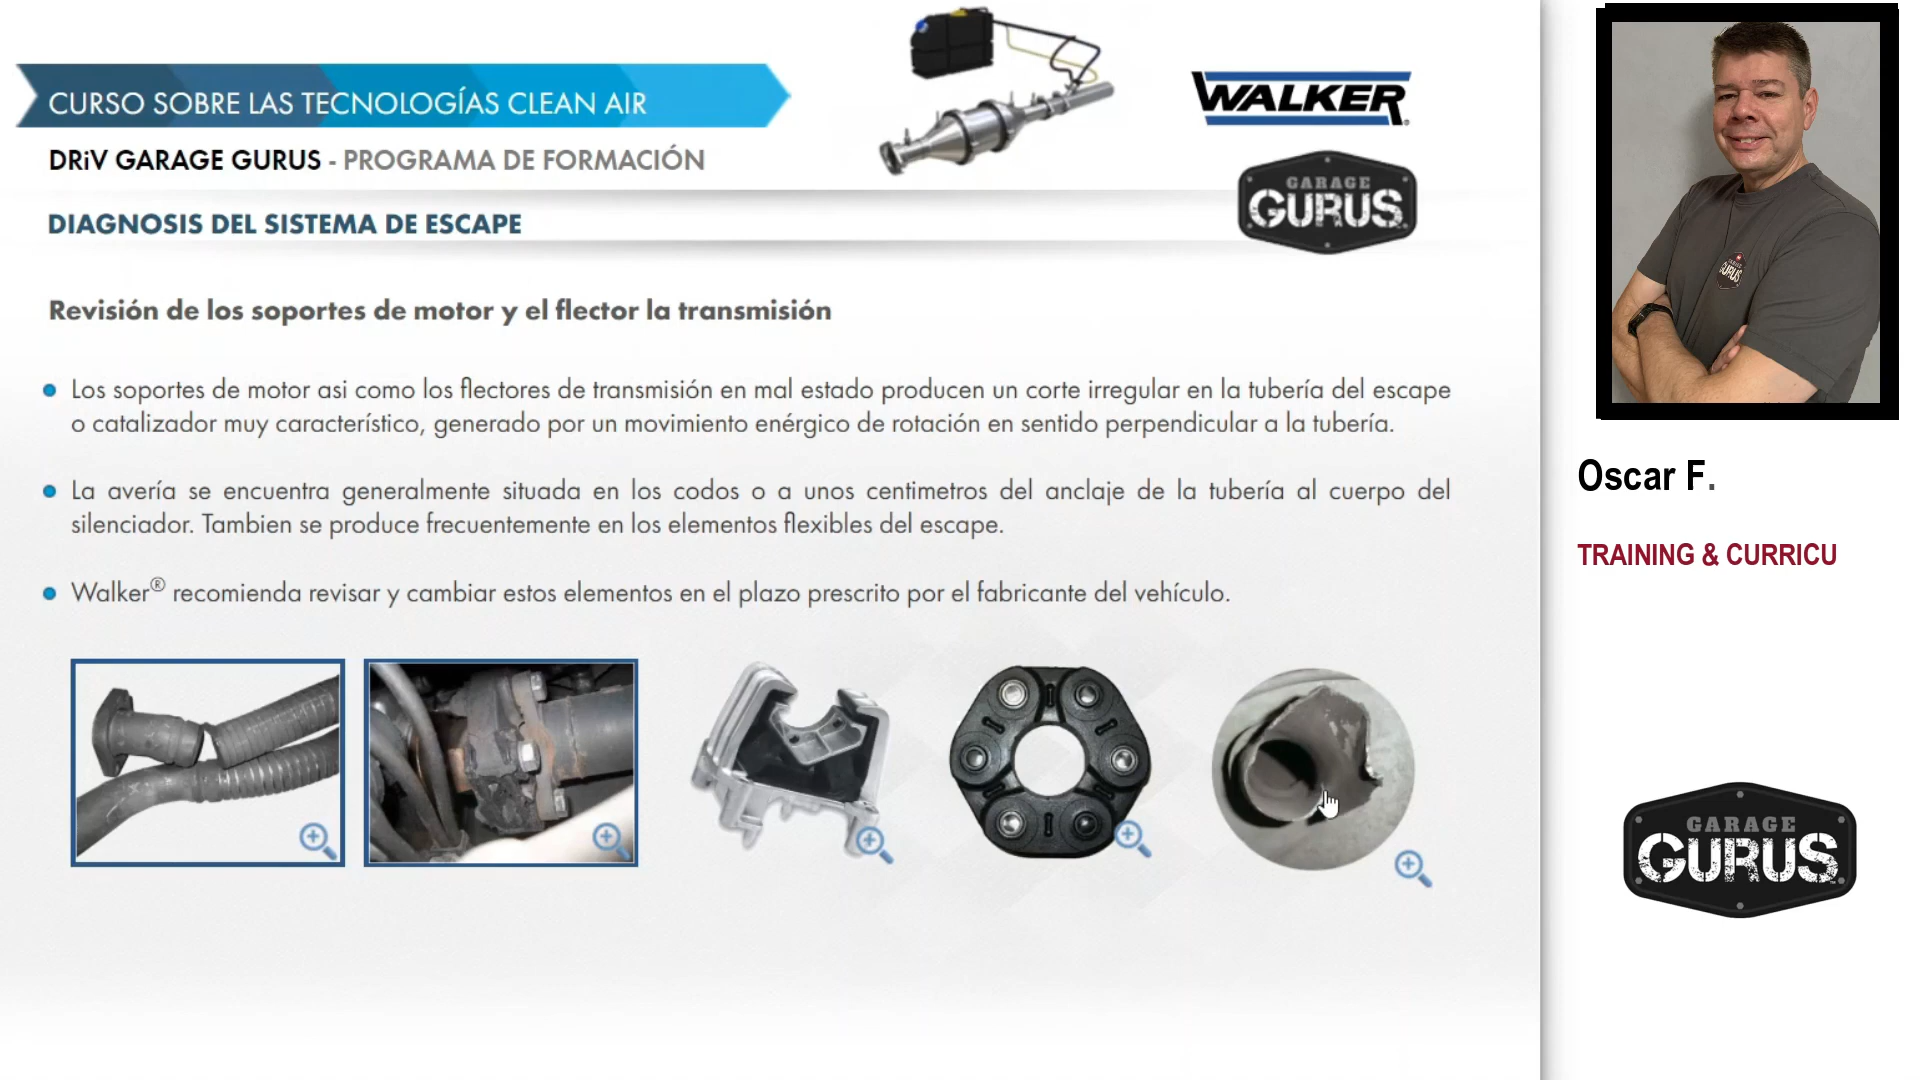 CURSO SOBRE LAS TECNOLOGÍAS CLEAN AIR
DRiV GARAGE GURUS - PROGRAMA DE FORMACIÓN
WALKER®
GARAGE
GURUS
DIAGNOSIS DEL SISTEMA DE ESCAPE
Revisión de los soportes de motor y el flector la transmisión
Los soportes de motor asi como los flectores de transmisión en mal estado producen un corte irregular en la tubería del escape
o catalizador muy característico, generado por un movimiento enérgico de rotación en sentido perpendicular a la tubería.
La avería se encuentra generalmente situada en los codos o a unos centimetros del anclaje de la tubería al cuerpo del
silenciador. Tambien se produce frecuentemente en los elementos flexibles del escape.
Walker® recomienda revisar y cambiar estos elementos en el plazo prescrito por el fabricante del vehículo.
GURUS
Oscar F.
TRAINING & CURRICU
GARAGE
GURUS